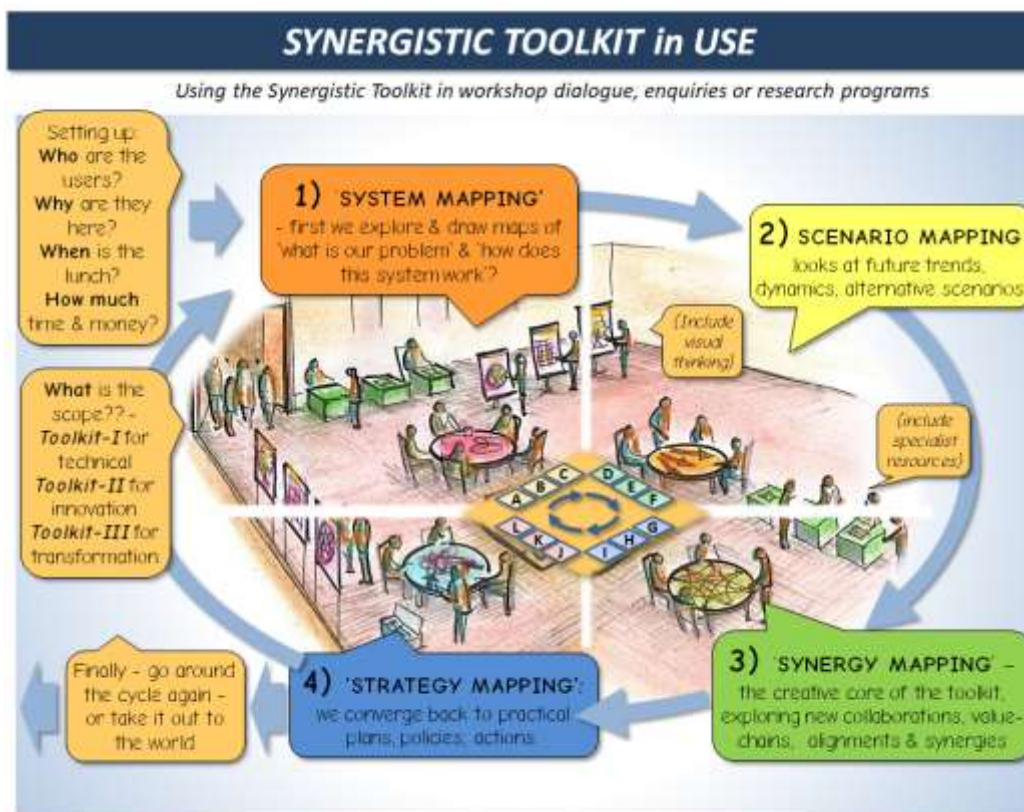 SYNERGISTIC TOOLKIT in USE
Using the Synergistic Toolkit in workshop dialogue, enquiries or research programs
Setting up:
Who are the
users?
Why are they
here?
When is the
lunch?
How much
time & money?
What is the
scope?? -
Toolkit-I for
technical
Toolkit-II for
innovation
Toolkit-III for
transformation
1) 'SYSTEM MAPPING'
- first we explore & draw maps of
'what is our problem' & 'how does
this system work'?
2) SCENARIO MAPPING
looks at future trends,
dynamics, alternative scenarios
(Include
visual
thinking)
(include
specialist
resources)
A
B
C
D
E
F
G
H
I
J
K
L
3) 'SYNERGY MAPPING' –
the creative core of the toolkit,
exploring new collaborations, value-
chains, alignments & synergies
4) 'STRATEGY MAPPING':
we converge back to practical
plans, policies, actions.
Finally - go around
the cycle again -
or take it out to
the world